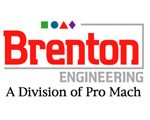 Brenton
ENGINEERING
A Division of Pro Mach